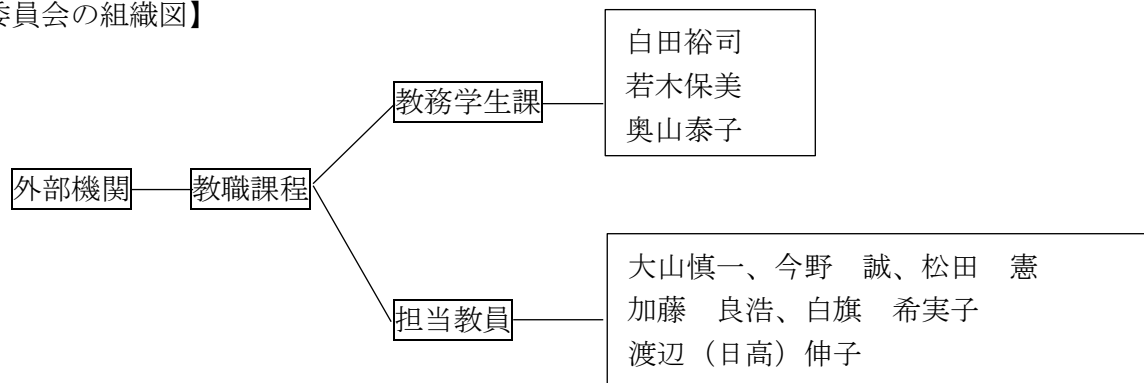 委員会の組織図】
白田裕司
若木保美
奥山泰子
教務学生課
外部機関
教職課程
担当教員
大山慎一、今野　誠、松田　憲
加藤　良浩、白旗　希実子
渡辺（日高）伸子